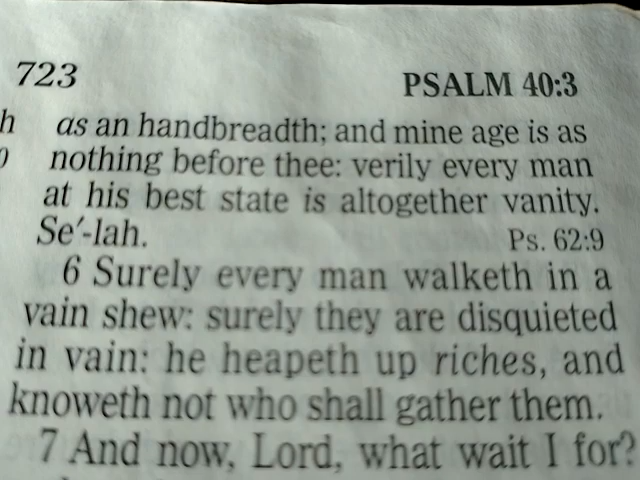 723
PSALM 40:3
h as an handbreadth; and mine age is as
nothing before thee: verily every man
at his best state is altogether vanity.
Se′-lah. Ps. 62:9
6 Surely every man walketh in a
vain shew: surely they are disquieted
in vain: he heapeth up riches, and
knoweth not who shall gather them.
7 And now, Lord, what wait I for?